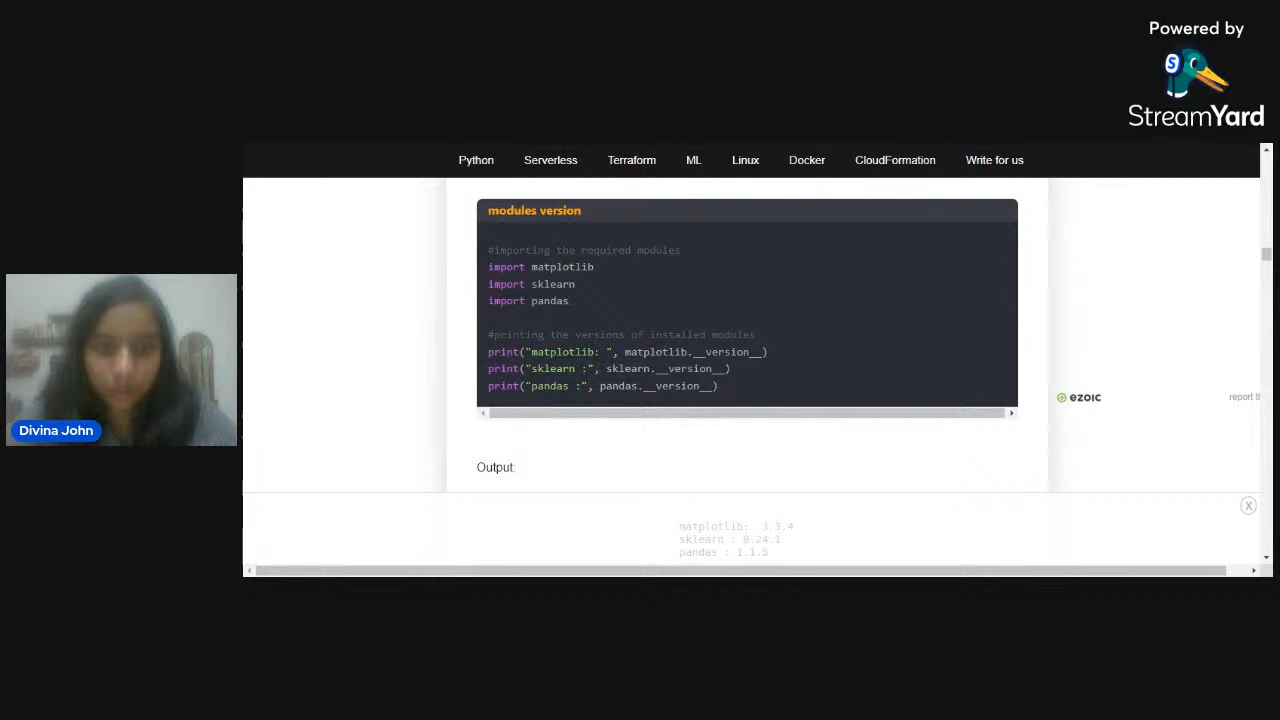 Powered by
StreamYard
Python Serverless Terraform ML Linux Docker CloudFormation Write for us
modules version
#importing the required modules
import matplotlib
import sklearn
import pandas
#printing the versions of installed modules
print("matplotlib: ", matplotlib.__version__)
print("sklearn :", sklearn.__version__)
print("pandas :", pandas.__version__)
ezoic
report
Divina John
Output:
X
matplotlib: 3.3.4
sklearn : 0.24.1
pandas : 1.1.5